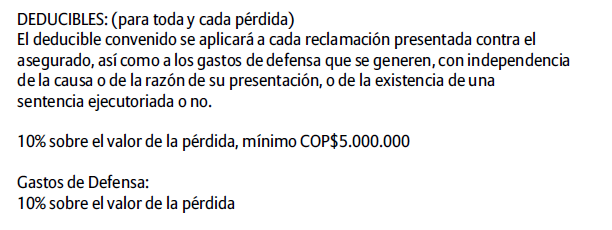 DEDUCIBLES: (para toda y cada pérdida)
El deducible convenido se aplicará a cada reclamación presentada contra el
asegurado, así como a los gastos de defensa que se generen, con independencia
de la causa o de la razón de su presentación, o de la existencia de una
sentencia ejecutoriada o no.
10% sobre el valor de la pérdida, mínimo COP$5.000.000
Gastos de Defensa:
10% sobre el valor de la pérdida